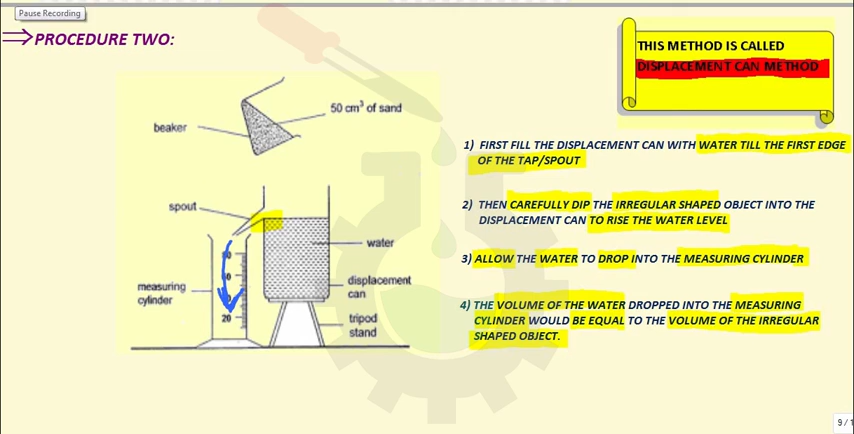 Pause Recording
PROCEDURE TWO:
THIS METHOD IS CALLED
DISPLACEMENT CAN METHOD
50 cm³ of sand
beaker
spout
water
measuring
cylinder
displacement
can
20
tripod
stand
1) FIRST FILL THE DISPLACEMENT CAN WITH WATER TILL THE FIRST EDGE
OF THE TAP/SPOUT
2) THEN CAREFULLY DIP THE IRREGULAR SHAPED OBJECT INTO THE
DISPLACEMENT CAN TO RISE THE WATER LEVEL
3) ALLOW THE WATER TO DROP INTO THE MEASURING CYLINDER
4) THE VOLUME OF THE WATER DROPPED INTO THE MEASURING
CYLINDER WOULD BE EQUAL TO THE VOLUME OF THE IRREGULAR
SHAPED OBJECT.